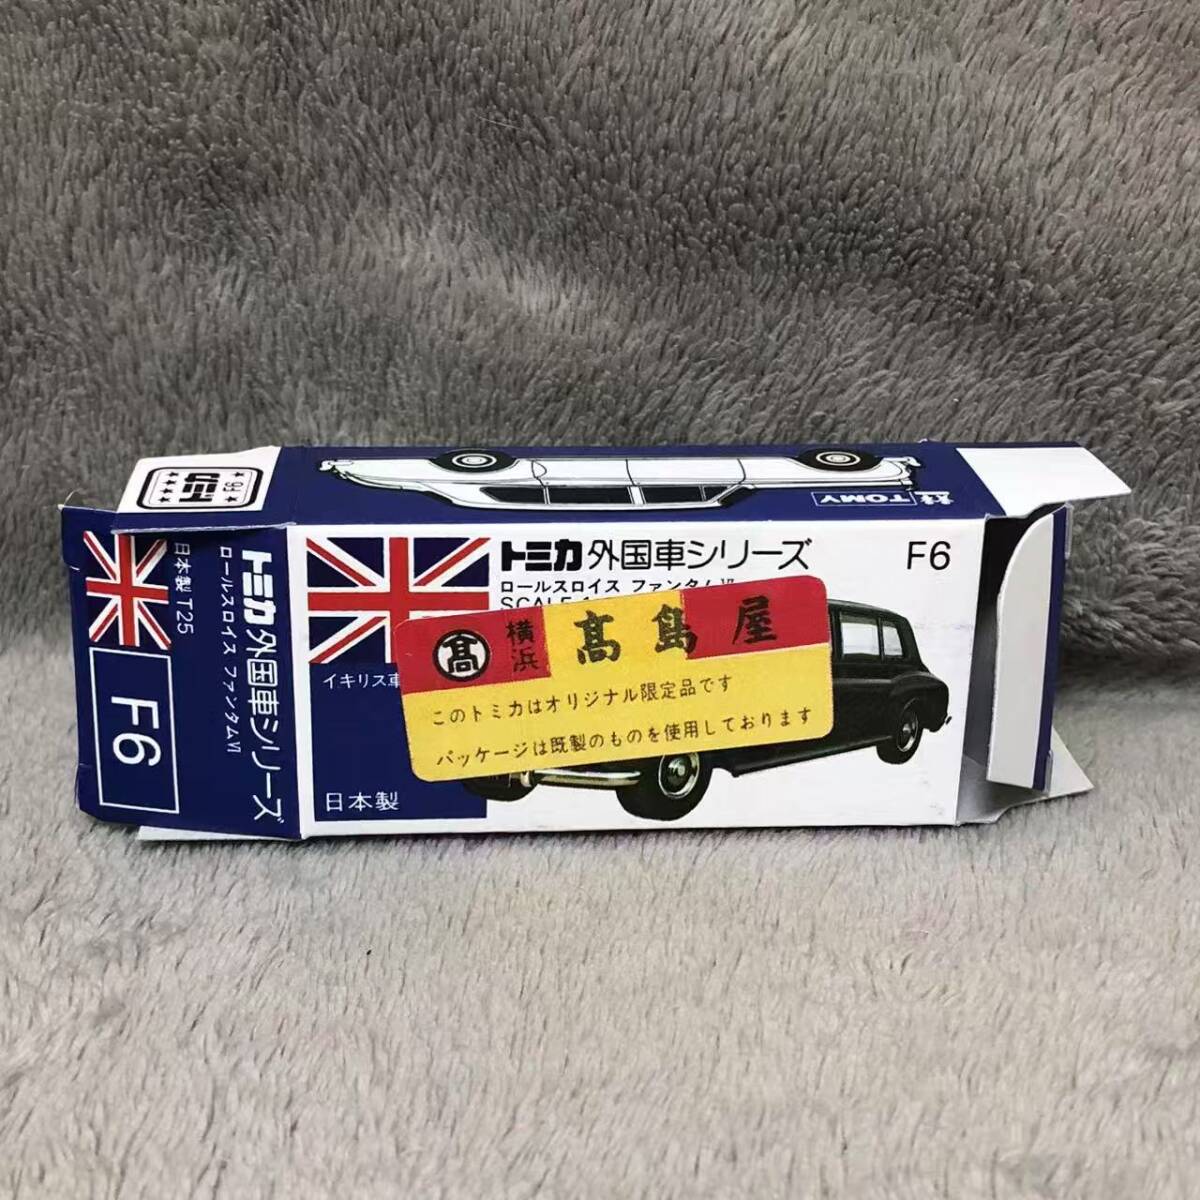 TOMY
トミカ 外国車シリーズ F6
ロールスロイス ファンタム VI
SCALE
イギリス車
日本製
高 横浜 髙島屋
このトミカはオリジナル限定品です
パッケージは既製のものを使用しております
トミカ 外国車シリーズ
ロールスロイス ファンタムVI
日本製 T25
F6